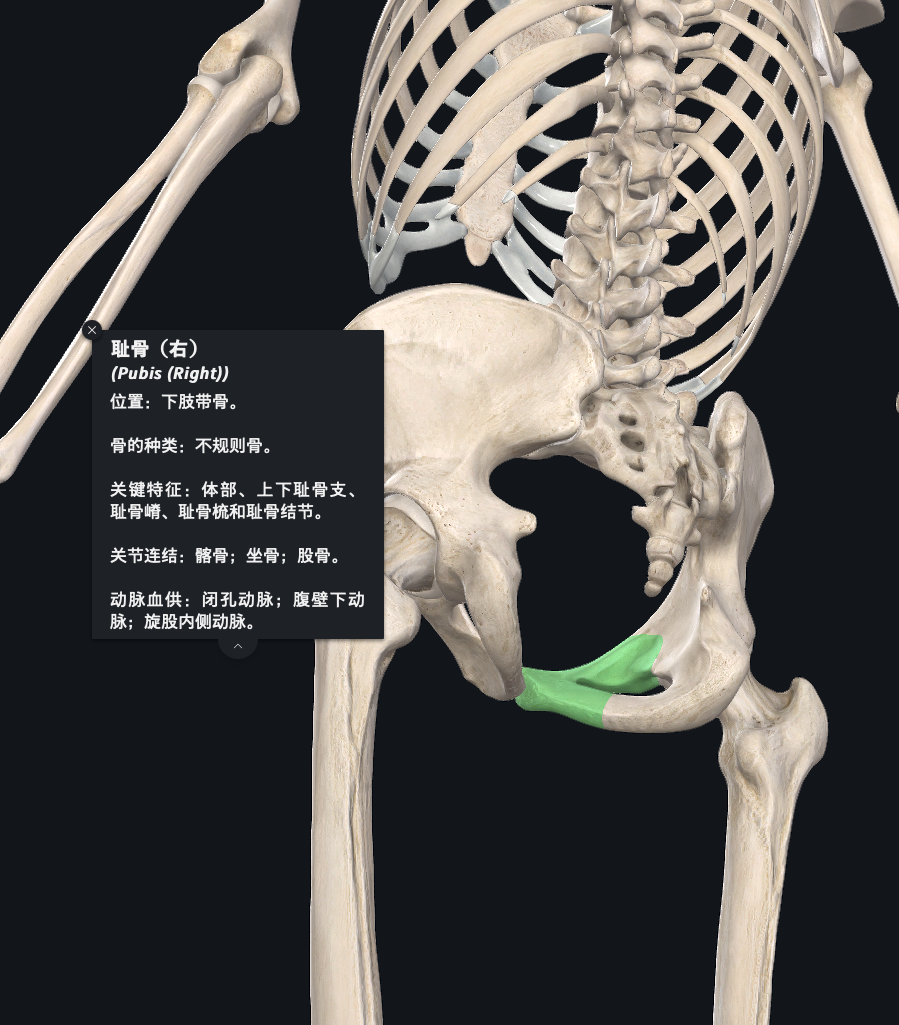 耻骨（右）
(Pubis (Right))
位置：下肢带骨。
骨的种类：不规则骨。
关键特征：体部、上下耻骨支、
耻骨嵴、耻骨梳和耻骨结节。
关节连结：髂骨；坐骨；股骨。
动脉血供：闭孔动脉；腹壁下动
脉；旋股内侧动脉。